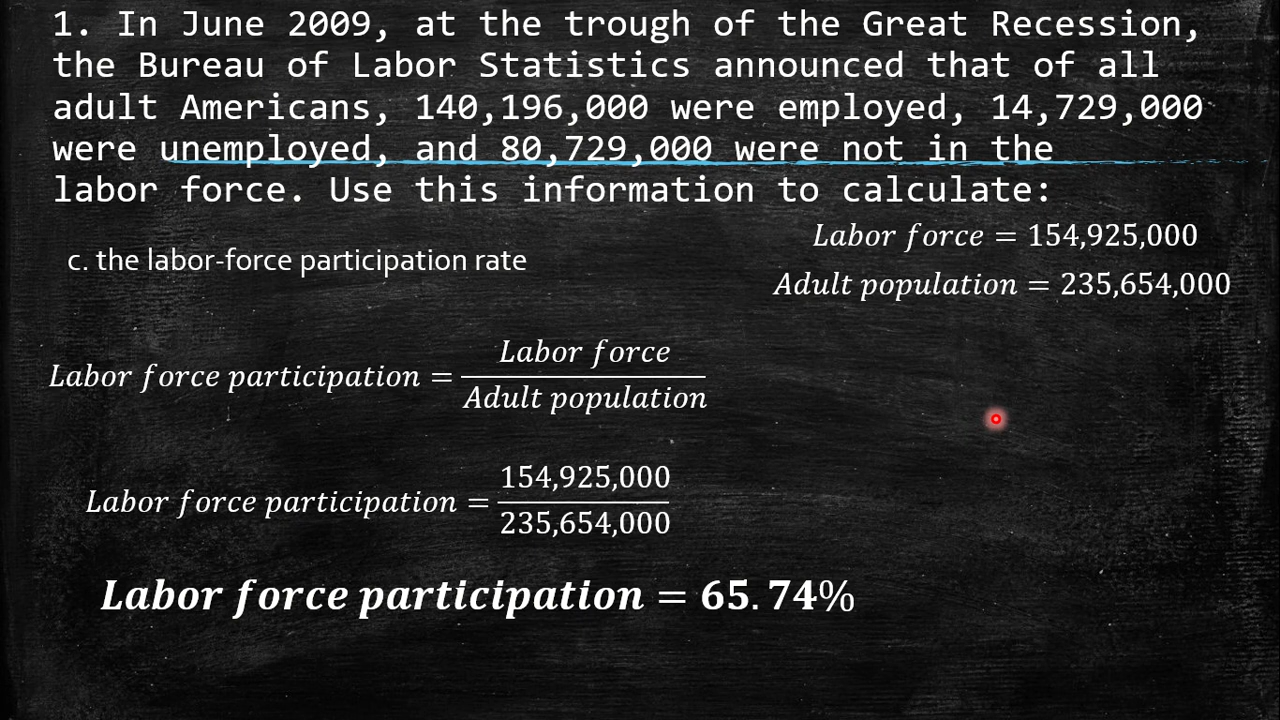 1. In June 2009, at the trough of the Great Recession,
the Bureau of Labor Statistics announced that of all
adult Americans, 140,196,000 were employed, 14,729,000
were unemployed, and 80,729,000 were not in the
labor force. Use this information to calculate:
Labor force = 154,925,000
c. the labor-force participation rate
Adult population = 235,654,000
Labor force participation = Labor force / Adult population
Labor force participation = 154,925,000 / 235,654,000
Labor force participation = 65.74%